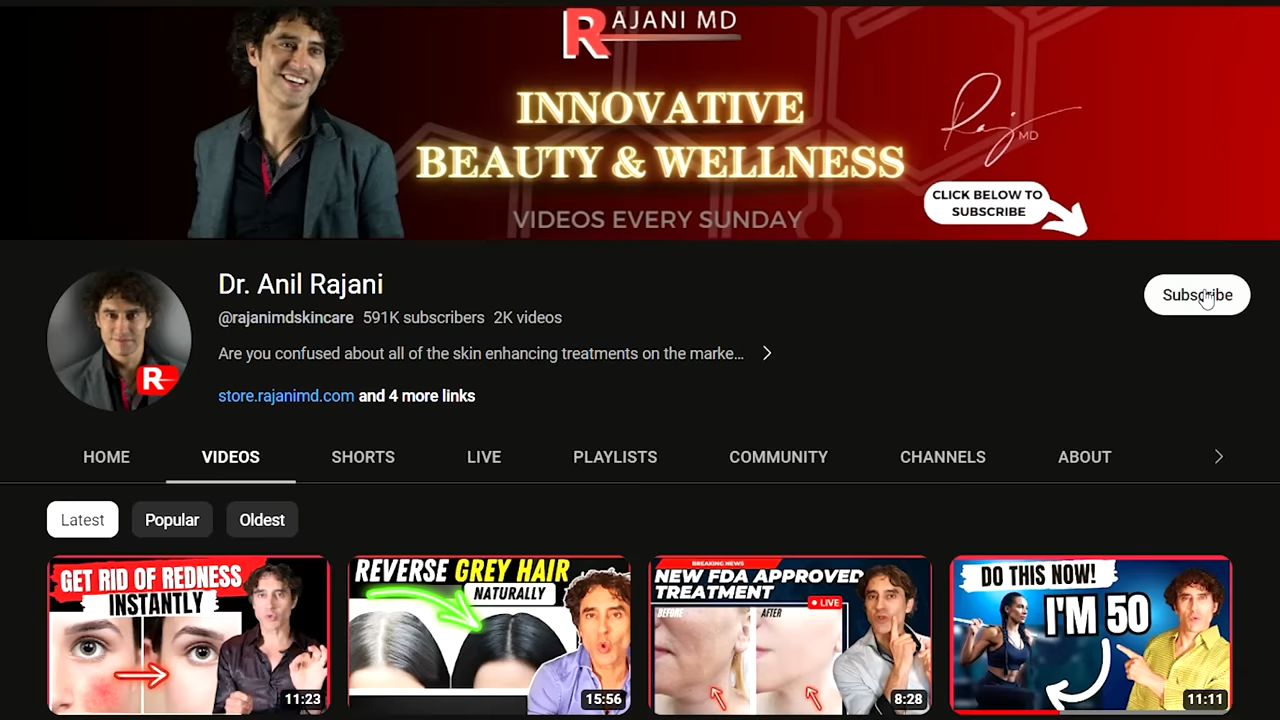 RAJANI MD
INNOVATIVE
BEAUTY & WELLNESS
VIDEOS EVERY SUNDAY
Raj MD
CLICK BELOW TO
SUBSCRIBE
Dr. Anil Rajani
@rajanimdskincare 591K subscribers 2K videos
Are you confused about all of the skin enhancing treatments on the marke...
store.rajanimd.com and 4 more links
Subscribe
R
HOME VIDEOS SHORTS LIVE PLAYLISTS COMMUNITY CHANNELS ABOUT
Latest Popular Oldest
GET RID OF REDNESS
INSTANTLY
11:23
REVERSE GREY HAIR
NATURALLY
15:56
BREAKING NEWS
NEW FDA APPROVED
TREATMENT
LIVE
BEFORE
AFTER
8:28
DO THIS NOW!
I'M 50
11:11